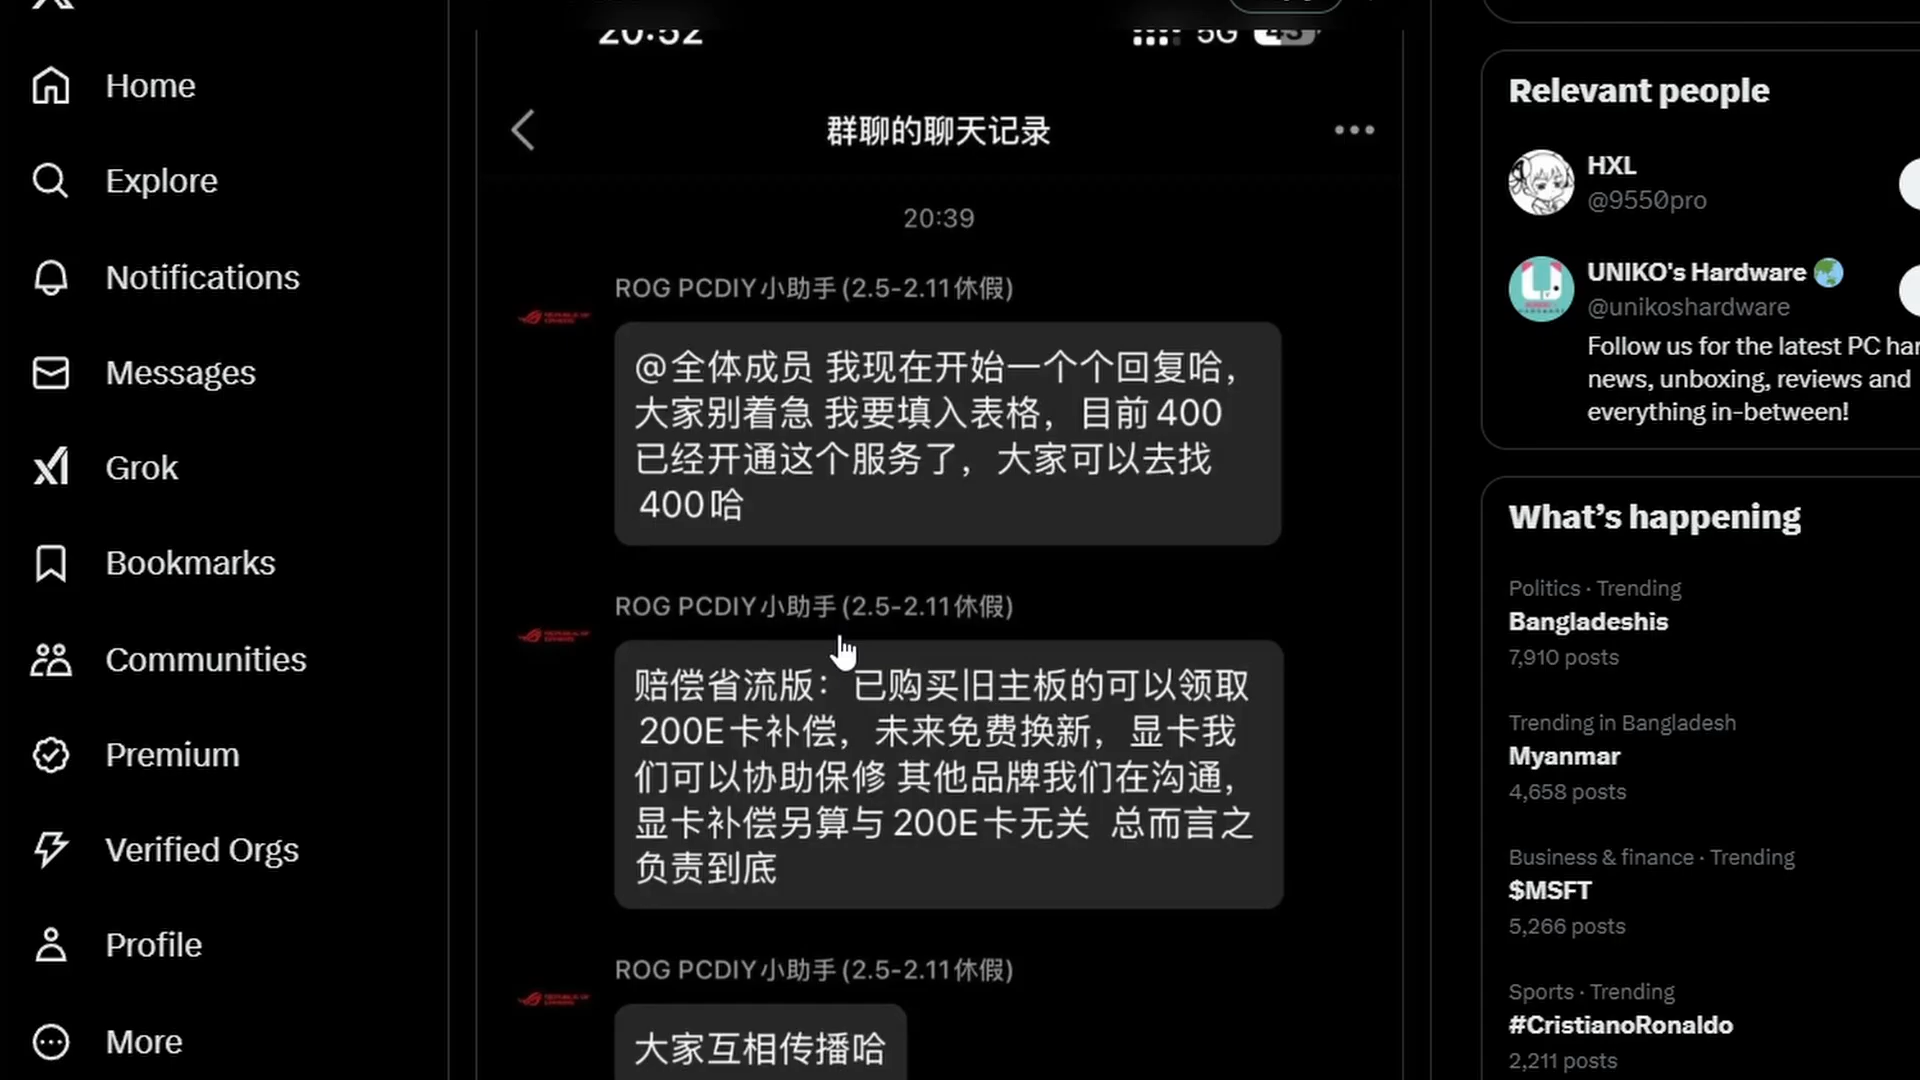 Home
Explore
Notifications
Messages
Grok
Bookmarks
Communities
Premium
Verified Orgs
Profile
More
20:52
5G
43
群聊的聊天记录
20:39
ROG PCDIY小助手(2.5-2.11休假)
@全体成员 我现在开始一个个回复哈，
大家别着急 我要填入表格，目前400
已经开通这个服务了，大家可以去找
400哈
ROG PCDIY小助手(2.5-2.11休假)
赔偿省流版：已购买旧主板的可以领取
200E卡补偿，未来免费换新，显卡我
们可以协助保修 其他品牌我们在沟通，
显卡补偿另算与200E卡无关 总而言之
负责到底
ROG PCDIY小助手(2.5-2.11休假)
大家互相传播哈
Relevant people
HXL
@9550pro
UNIKO's Hardware
@unikoshardware
Follow us for the latest PC har
news, unboxing, reviews and
everything in-between!
What's happening
Politics · Trending
Bangladeshis
7,910 posts
Trending in Bangladesh
Myanmar
4,658 posts
Business & finance · Trending
$MSFT
5,266 posts
Sports · Trending
#CristianoRonaldo
2,211 posts